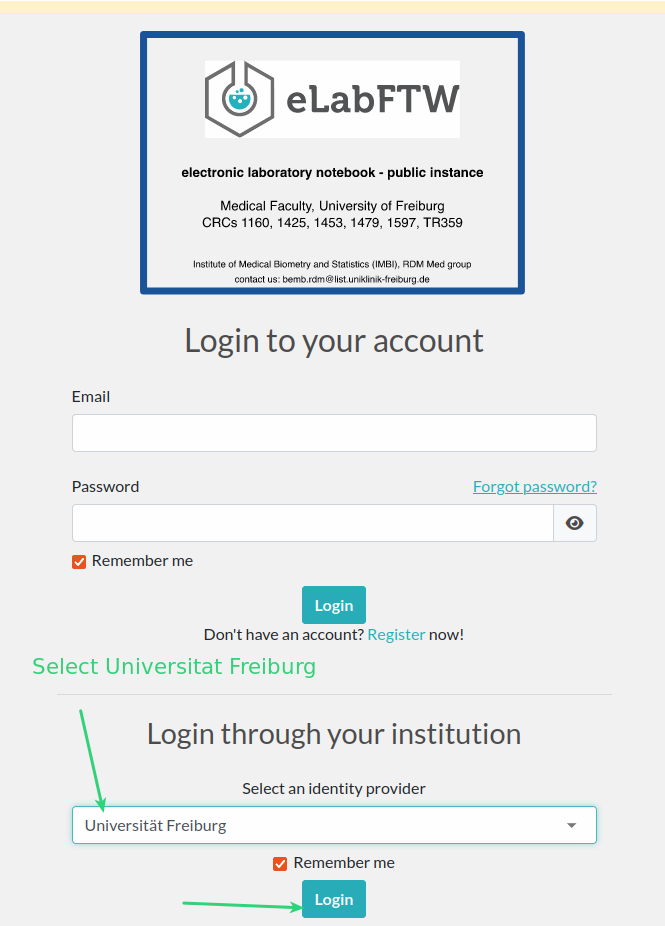 eLabFTW
electronic laboratory notebook - public instance
Medical Faculty, University of Freiburg
CRCs 1160, 1425, 1453, 1479, 1597, TR359
Institute of Medical Biometry and Statistics (IMBI), RDM Med group
contact us: bemb.rdm@list.uniklinik-freiburg.de
Login to your account
Email
Password Forgot password?
Remember me
Login
Don't have an account? Register now!
Select Universitat Freiburg
Login through your institution
Select an identity provider
Universität Freiburg
Remember me
Login